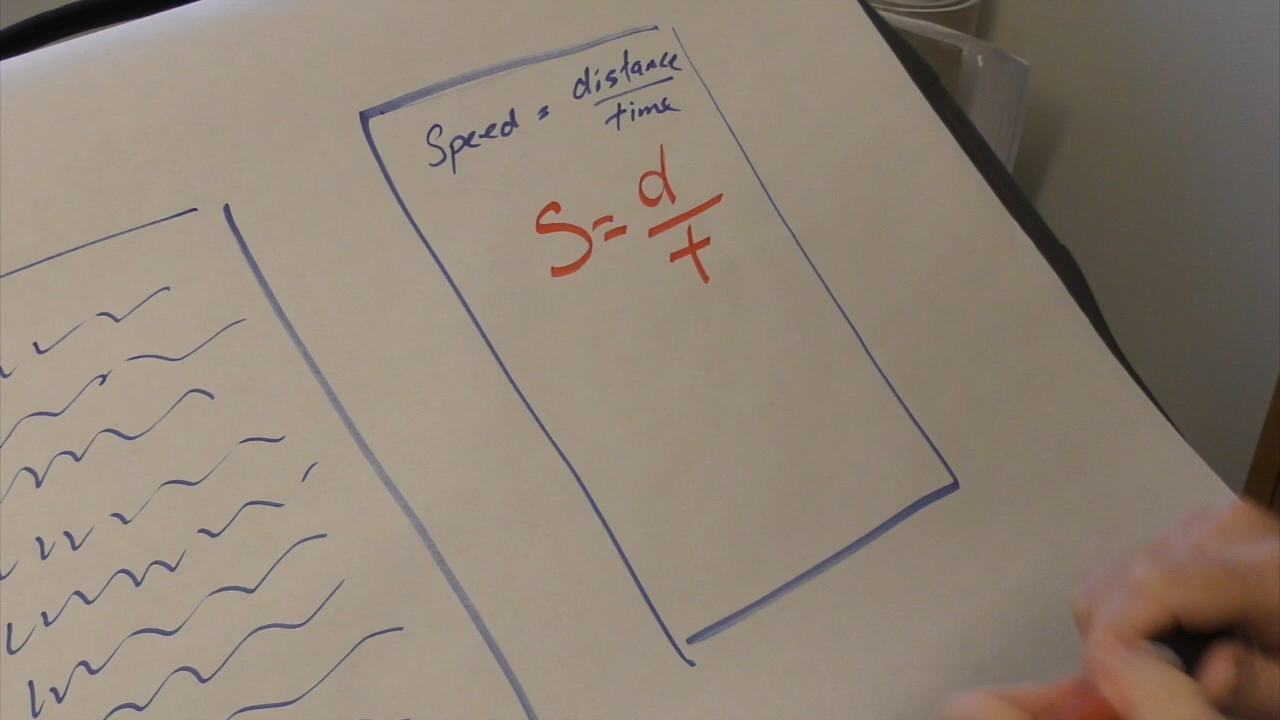 Speed = distance/time
S = d/t